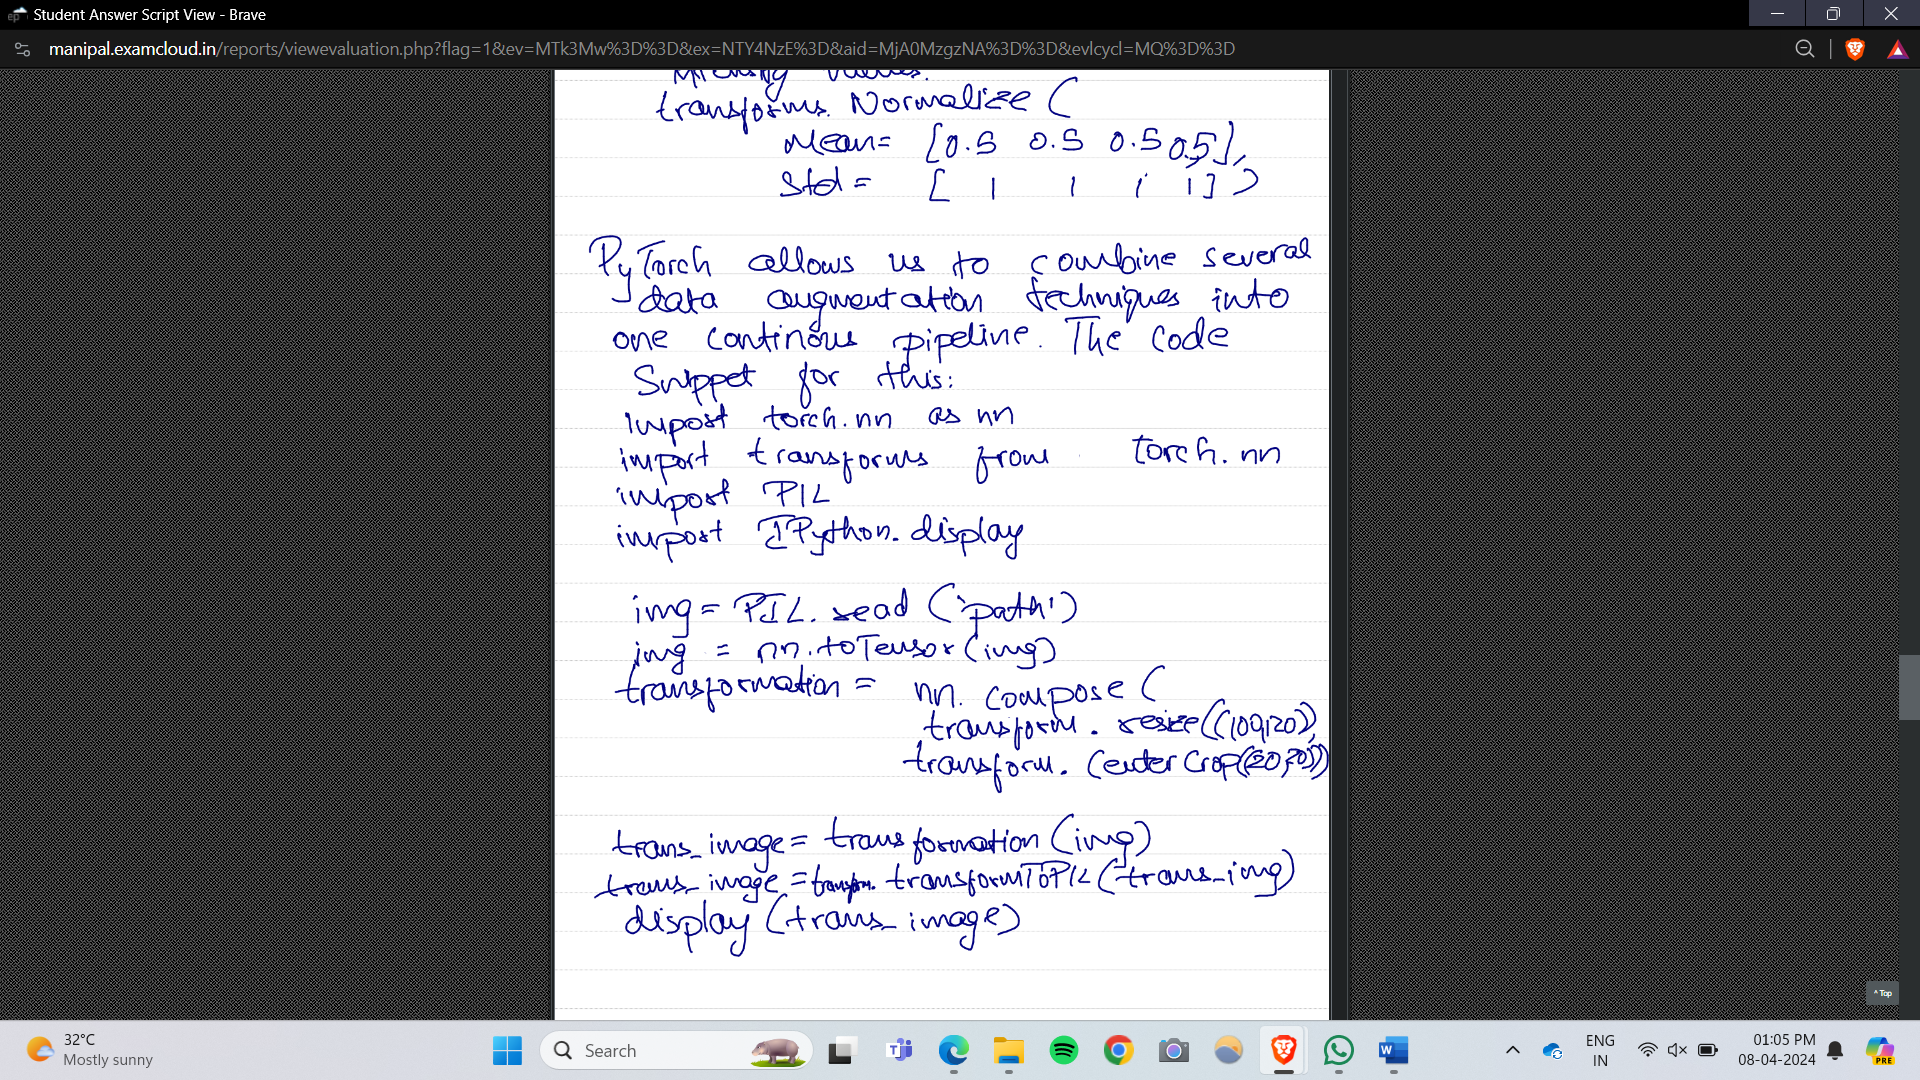 Student Answer Script View - Brave
manipal.examcloud.in/reports/viewevaluation.php?flag=1&ev=MTk3Mw%3D%3D&ex=NTY4NzE%3D&aid=MjA0MzgzNA%3D%3D&evlcycl=MQ%3D%3D
intensity values.
transforms. Normalize (
Mean= [0.5 0.5 0.5 0.5],
Std = [ 1 1 1 1] )
PyTorch allows us to combine several
data augmentation techniques into
one continous pipeline. The code
Snippet for this:
import torch.nn as nn
import transforms from torch.nn
import PIL
import IPython.display
img = PIL. read ('path')
img = nn.toTensor (img)
transformation = nn. compose (
transform . resize((100,120)),
transform. CenterCrop((20,20)))
trans_image = transformation (img)
trans_image = transform. transformToPIL (trans_img)
display (trans_image)
^ Top
32°C
Mostly sunny
Search
ENG
IN
01:05 PM
08-04-2024
PRE